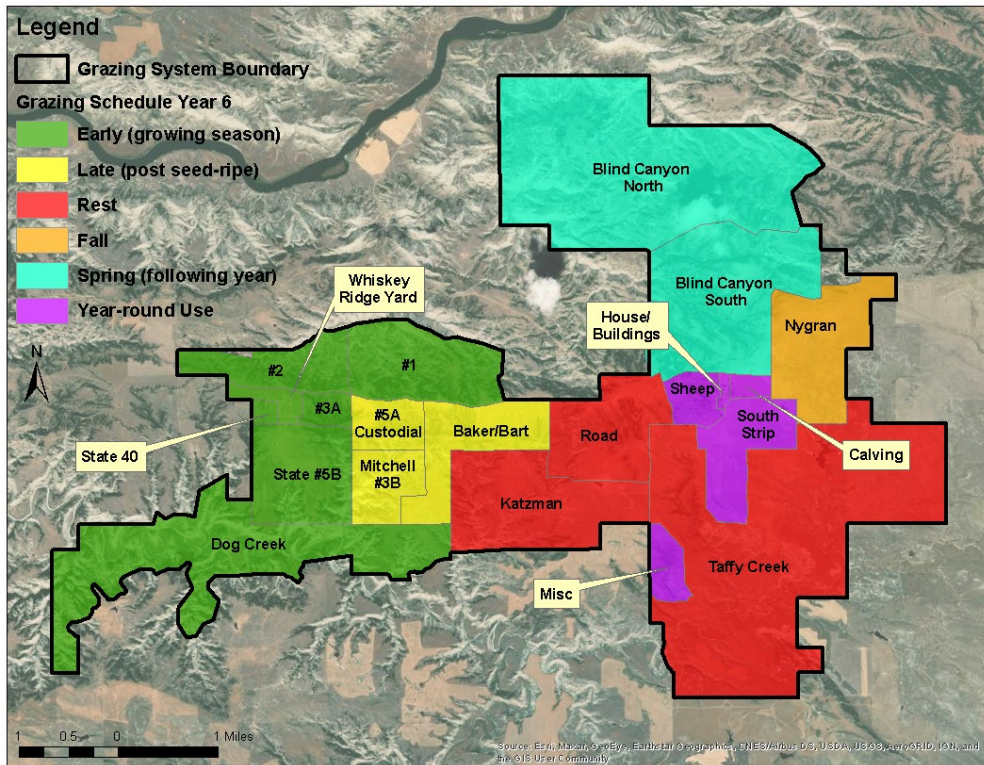 Legend
Grazing System Boundary
Grazing Schedule Year 6
Early (growing season)
Late (post seed-ripe)
Rest
Fall
Spring (following year)
Year-round Use
Blind Canyon
North
Blind Canyon
South
Whiskey
Ridge Yard
House/
Buildings
Nygran
N
#2
#1
Sheep
#3A
#5A
Custodial
Baker/Bart
Road
South
Strip
State 40
Calving
State #5B
Mitchell
#3B
Katzman
Dog Creek
Taffy Creek
Misc
1 0.5 0 1 Miles
Source: Esri, Maxar, GeoEye, Earthstar Geographics, CNES/Airbus DS, USDA, USGS, AeroGRID, IGN, and
the GIS User Community